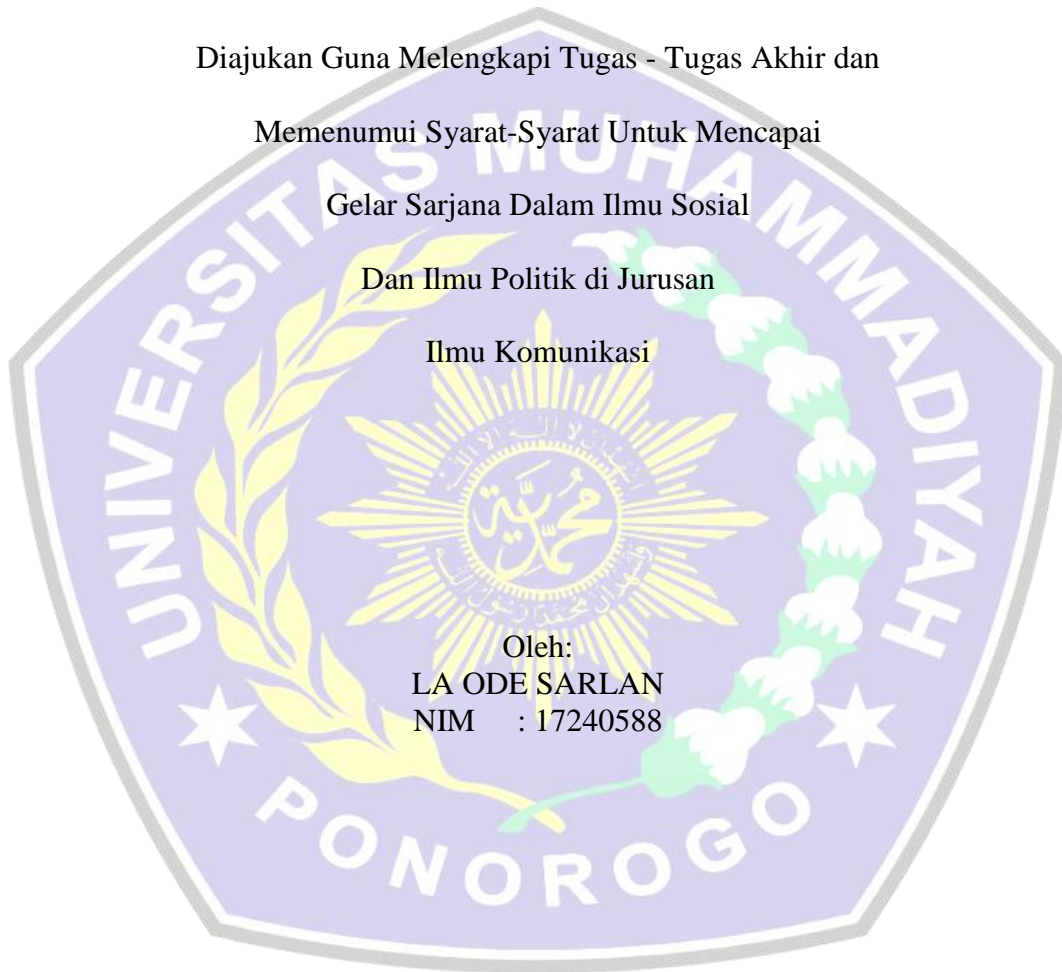 Diajukan Guna Melengkapi Tugas - Tugas Akhir dan
Memenumui Syarat-Syarat Untuk Mencapai
Gelar Sarjana Dalam Ilmu Sosial
Dan Ilmu Politik di Jurusan
Ilmu Komunikasi
UNIVERSITAS MUHAMMADIYAH
محمدية
Oleh:
LA ODE SARLAN
NIM : 17240588
PONOROGO